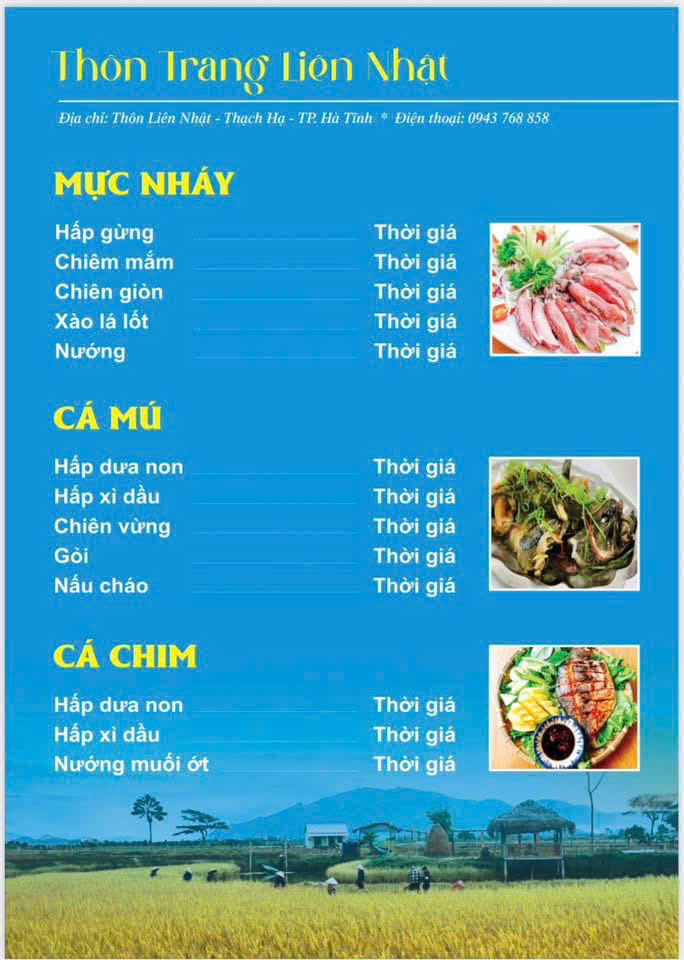 Thôn Trang Liên Nhật
Địa chỉ: Thôn Liên Nhật - Thạch Hạ - TP. Hà Tĩnh * Điện thoại: 0943 768 858
MỰC NHÁY
Hấp gừng Thời giá
Chiêm mắm Thời giá
Chiên giòn Thời giá
Xào lá lốt Thời giá
Nướng Thời giá
CÁ MÚ
Hấp dưa non Thời giá
Hấp xì dầu Thời giá
Chiên vừng Thời giá
Gỏi Thời giá
Nấu cháo Thời giá
CÁ CHIM
Hấp dưa non Thời giá
Hấp xì dầu Thời giá
Nướng muối ớt Thời giá